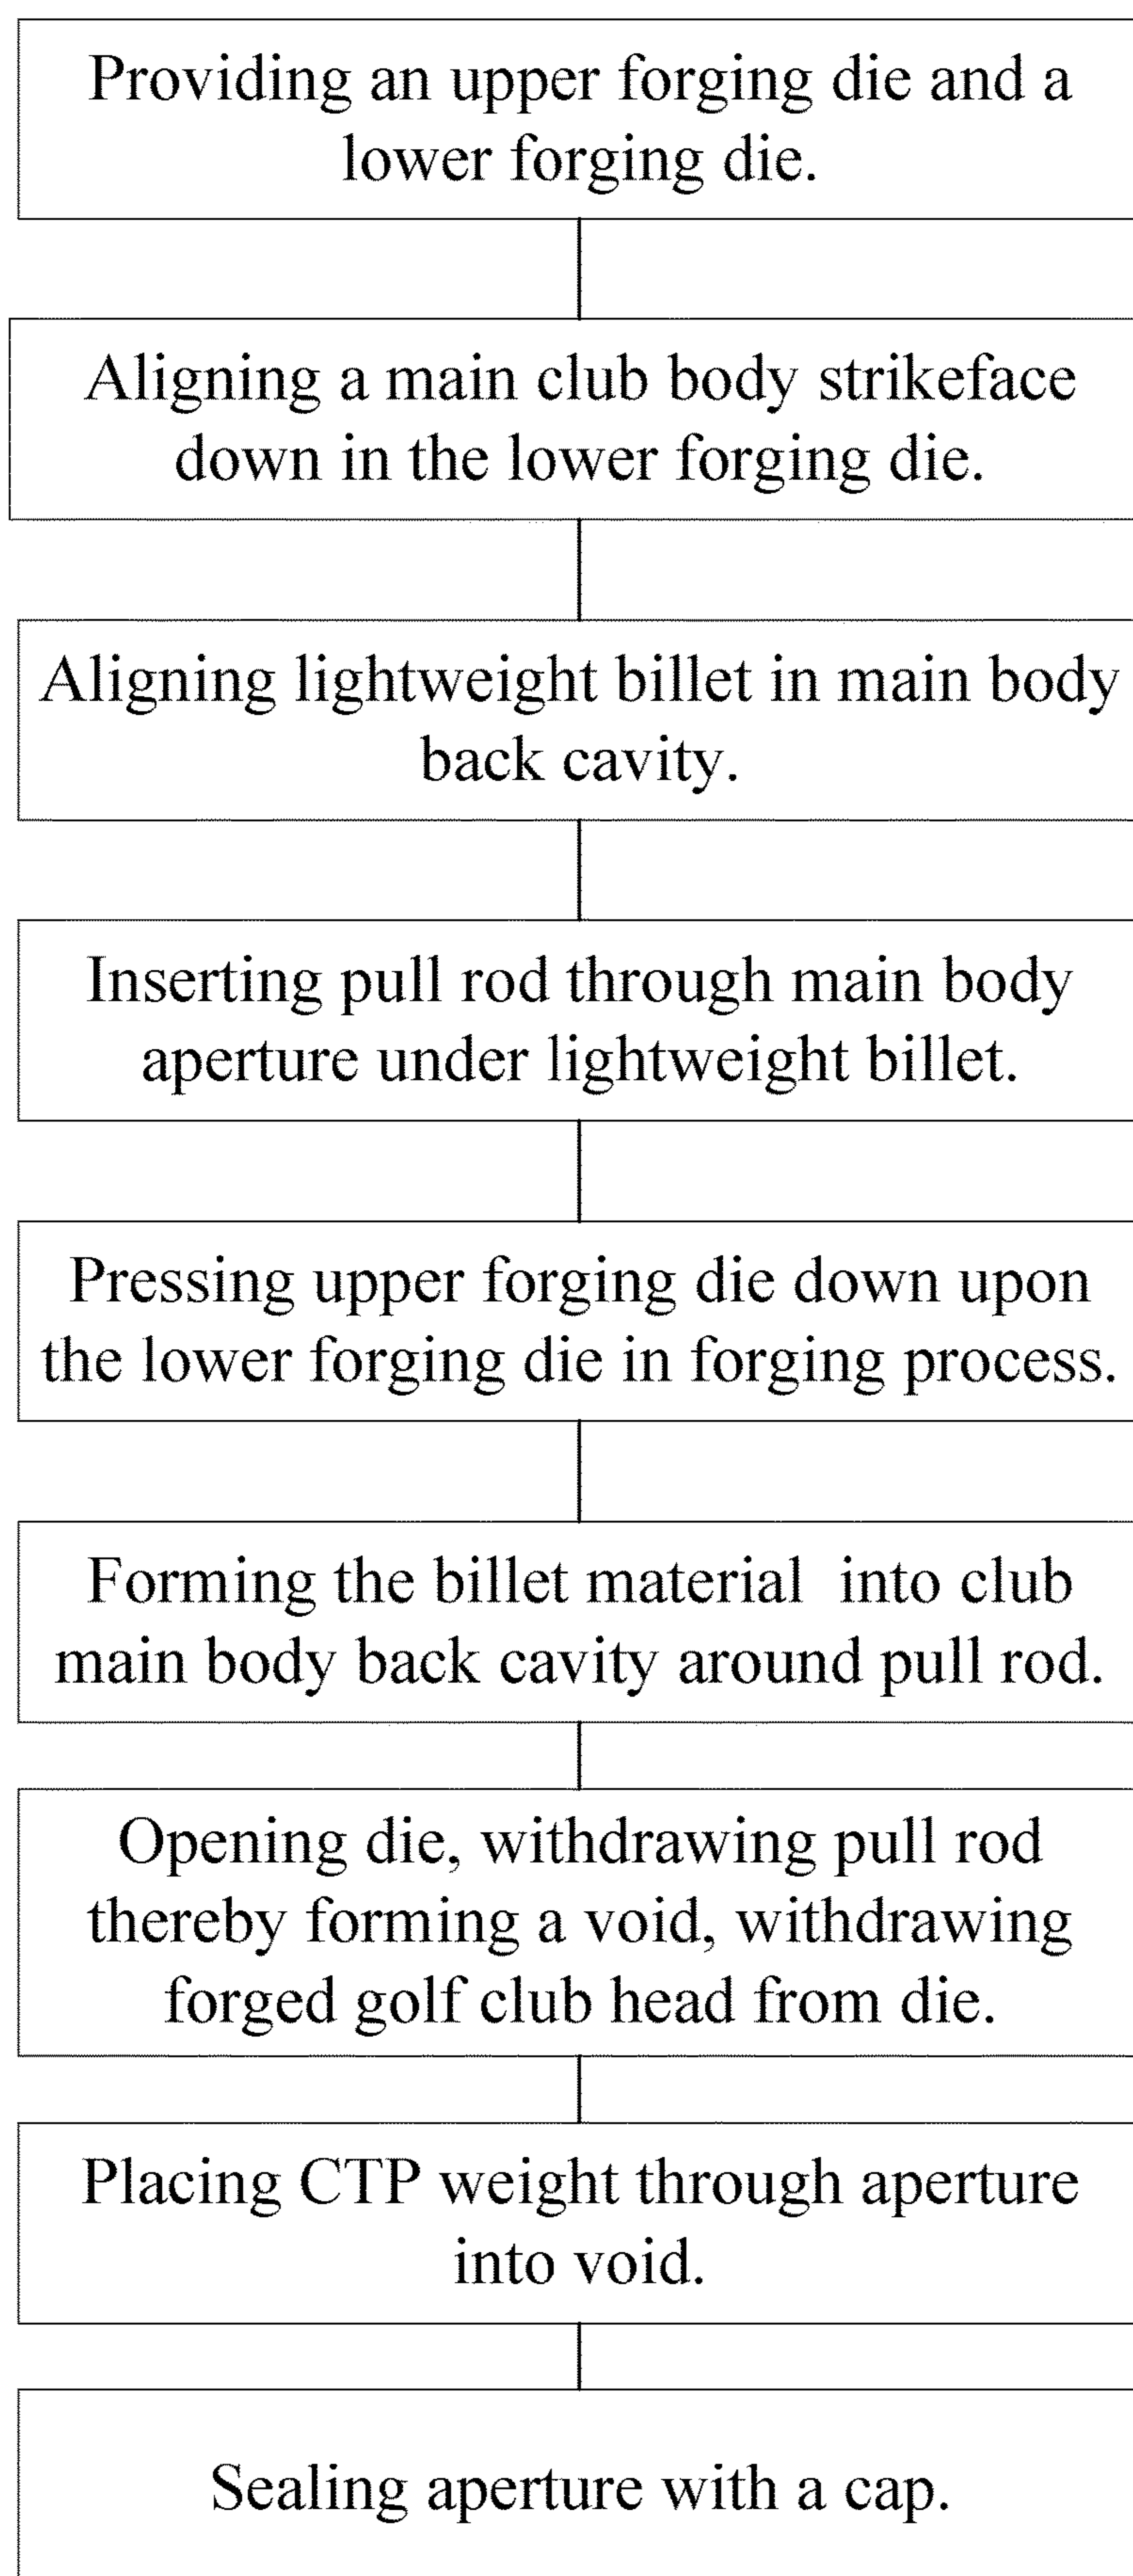 Providing an upper forging die and a
lower forging die.
Aligning a main club body strikeface
down in the lower forging die.
Aligning lightweight billet in main body
back cavity.
Inserting pull rod through main body
aperture under lightweight billet.
Pressing upper forging die down upon
the lower forging die in forging process.
Forming the billet material  into club
main body back cavity around pull rod.
Opening die, withdrawing pull rod
thereby forming a void, withdrawing
forged golf club head from die.
Placing CTP weight through aperture
into void.
Sealing aperture with a cap.